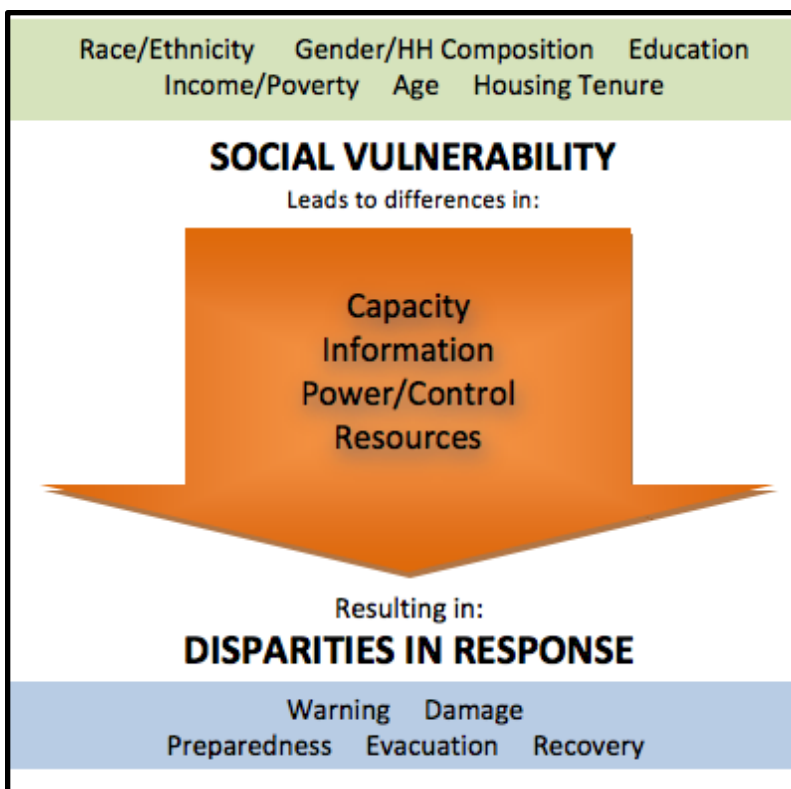 Race/Ethnicity Gender/HH Composition Education
Income/Poverty Age Housing Tenure
SOCIAL VULNERABILITY
Leads to differences in:
Capacity
Information
Power/Control
Resources
Resulting in:
DISPARITIES IN RESPONSE
Warning Damage
Preparedness Evacuation Recovery